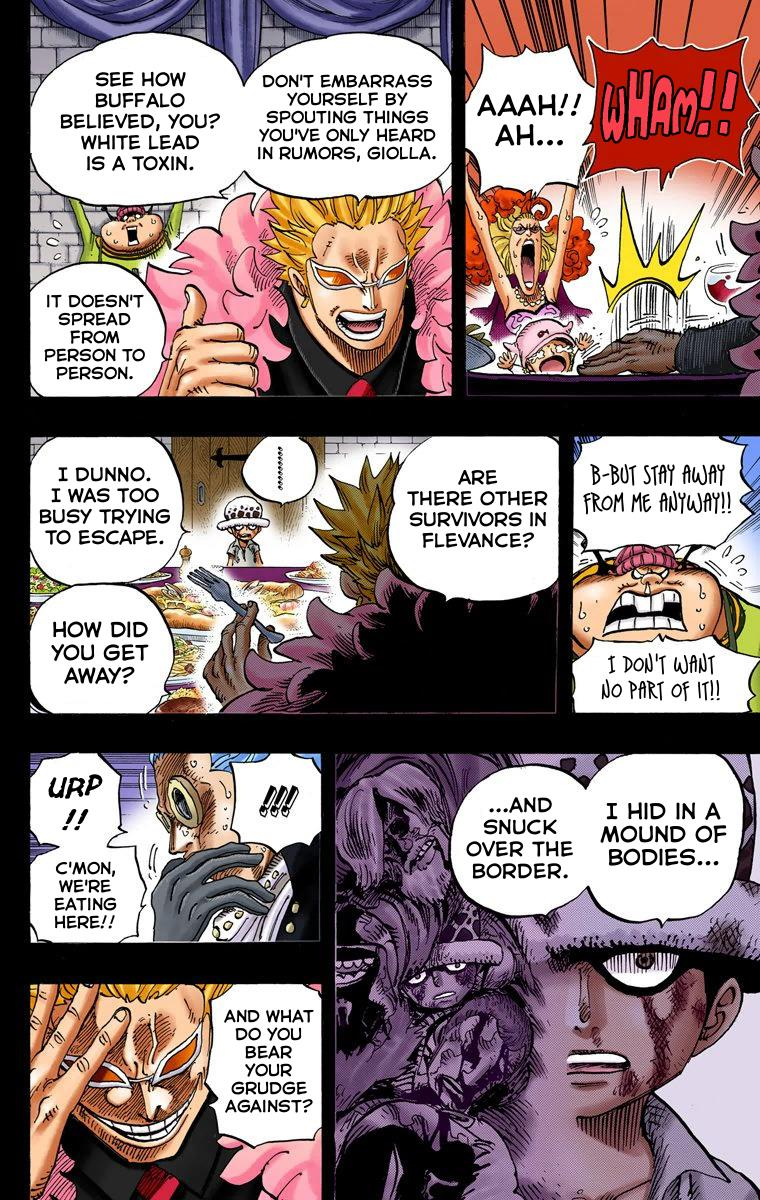 WHAM!!
AAAH!!
AH...
DON'T EMBARRASS
YOURSELF BY
SPOUTING THINGS
YOU'VE ONLY HEARD
IN RUMORS, GIOLLA.
SEE HOW
BUFFALO
BELIEVED, YOU?
WHITE LEAD
IS A TOXIN.
IT DOESN'T
SPREAD
FROM
PERSON TO
PERSON.
B-BUT STAY AWAY
FROM ME ANYWAY!!
I DON'T WANT
NO PART OF IT!!
ARE
THERE OTHER
SURVIVORS IN
FLEVANCE?
.........
I DUNNO.
I WAS TOO
BUSY TRYING
TO ESCAPE.
HOW DID
YOU GET
AWAY?
I HID IN A
MOUND OF
BODIES...
...AND
SNUCK
OVER THE
BORDER.
!!!
URP
!!
C'MON,
WE'RE
EATING
HERE!!
AND WHAT
DO YOU
BEAR
YOUR
GRUDGE
AGAINST?